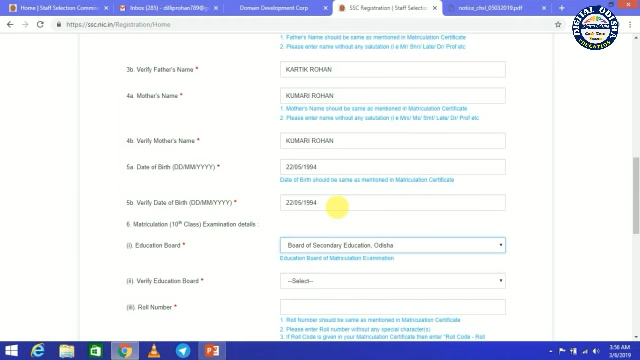 Home | Staff Selection Commiss
Inbox (285) - dilliprohan789@g
Domain Development Corp
SSC Registration | Staff Selectio
notice_chsl_05032019.pdf
https://ssc.nic.in/Registration/Home
DIGITAL ODISHA
EDUCATION
1. Father's Name should be same as mentioned in Matriculation Certificate
2. Please enter name without any salutation (i.e Mr/ Shri/ Late/ Dr/ Prof etc)
3b. Verify Father's Name *
KARTIK ROHAN
4a. Mother's Name *
KUMARI ROHAN
1. Mother's Name should be same as mentioned in Matriculation Certificate
2. Please enter name without any salutation (i.e Mrs/ Ms/ Smt/ Late/ Dr/ Prof etc)
4b. Verify Mother's Name *
KUMARI ROHAN
5a. Date of Birth (DD/MM/YYYY) *
22/05/1994
Date of Birth should be same as mentioned in Matriculation Certificate
5b. Verify Date of Birth (DD/MM/YYYY) *
22/05/1994
6. Matriculation (10th Class) Examination details :
(i). Education Board *
Board of Secondary Education, Odisha
Education Board of Matriculation Examination
(ii). Verify Education Board *
--Select--
(iii). Roll Number *
1. Roll Number should be same as mentioned in Matriculation Certificate
2. Please enter Roll number without any special character(s)
3. If Roll Code is given in your Matriculation Certificate then enter "Roll Code - Roll
3:56 AM
3/6/2019